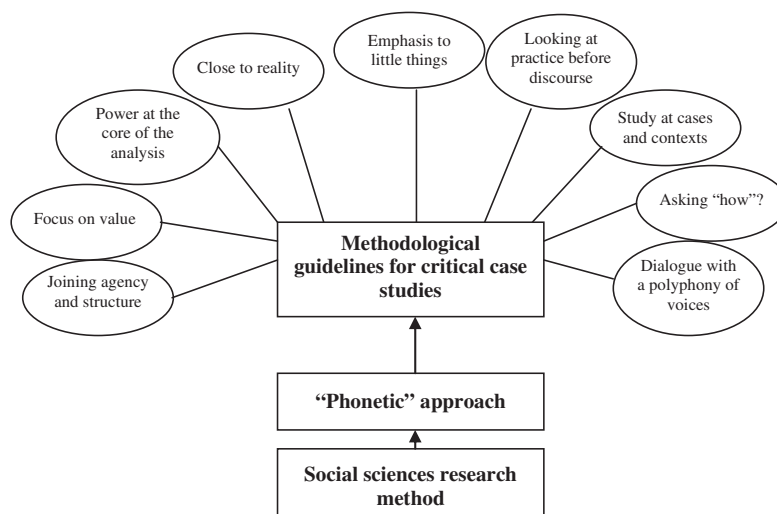 Emphasis to
little things
Looking at
practice before
discourse
Close to reality
Power at the
core of the
analysis
Study at cases
and contexts
Focus on value
Asking “how”?
Joining agency
and structure
Methodological
guidelines for critical case
studies
Dialogue with
a polyphony of
voices
“Phonetic” approach
Social sciences research
method